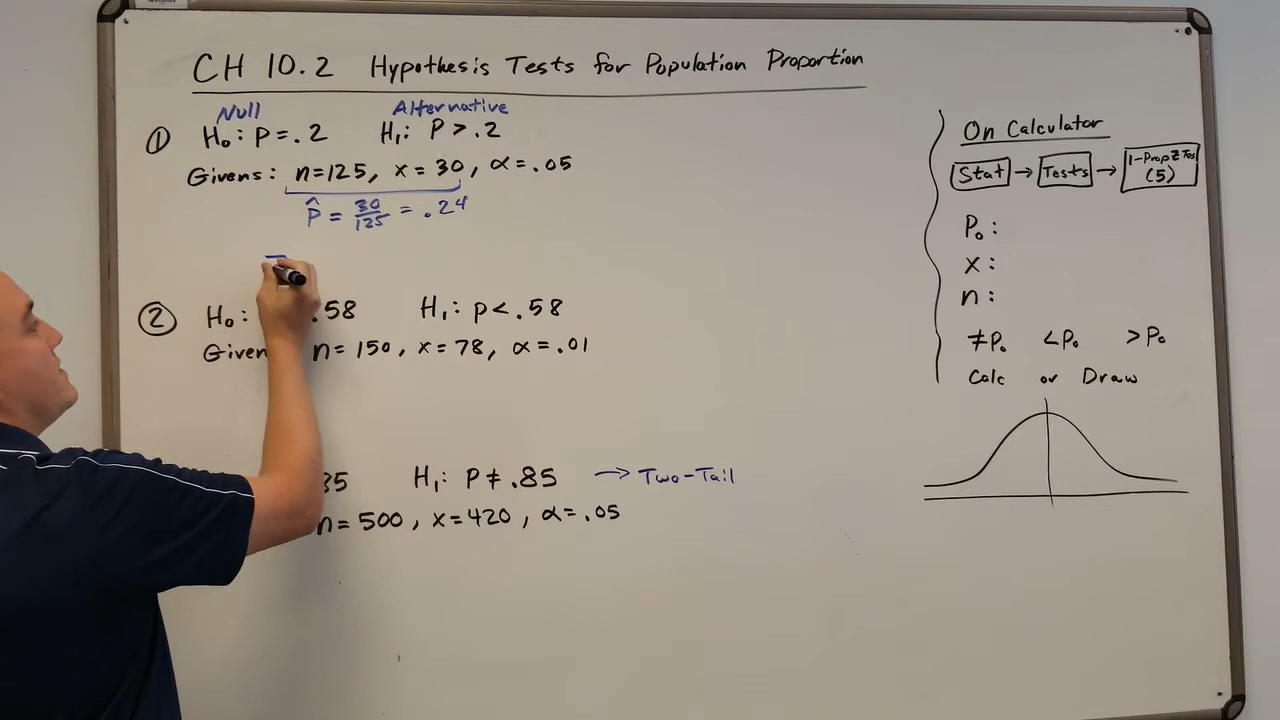 CH 10.2 Hypothesis Tests for Population Proportion
Null Alternative
① H₀: P = .2 H₁: P > .2
Givens: n=125, x = 30, α = .05
p̂ = 30/125 = .24
② H₀: .58 H₁: p < .58
Given n = 150, x = 78, α = .01
35 H₁: P ≠ .85 → Two-Tail
n = 500, x = 420, α = .05
On Calculator
Stat → Tests → 1-PropZTes (5)
P₀:
x:
n:
≠P₀ <P₀ >P₀
Calc or Draw